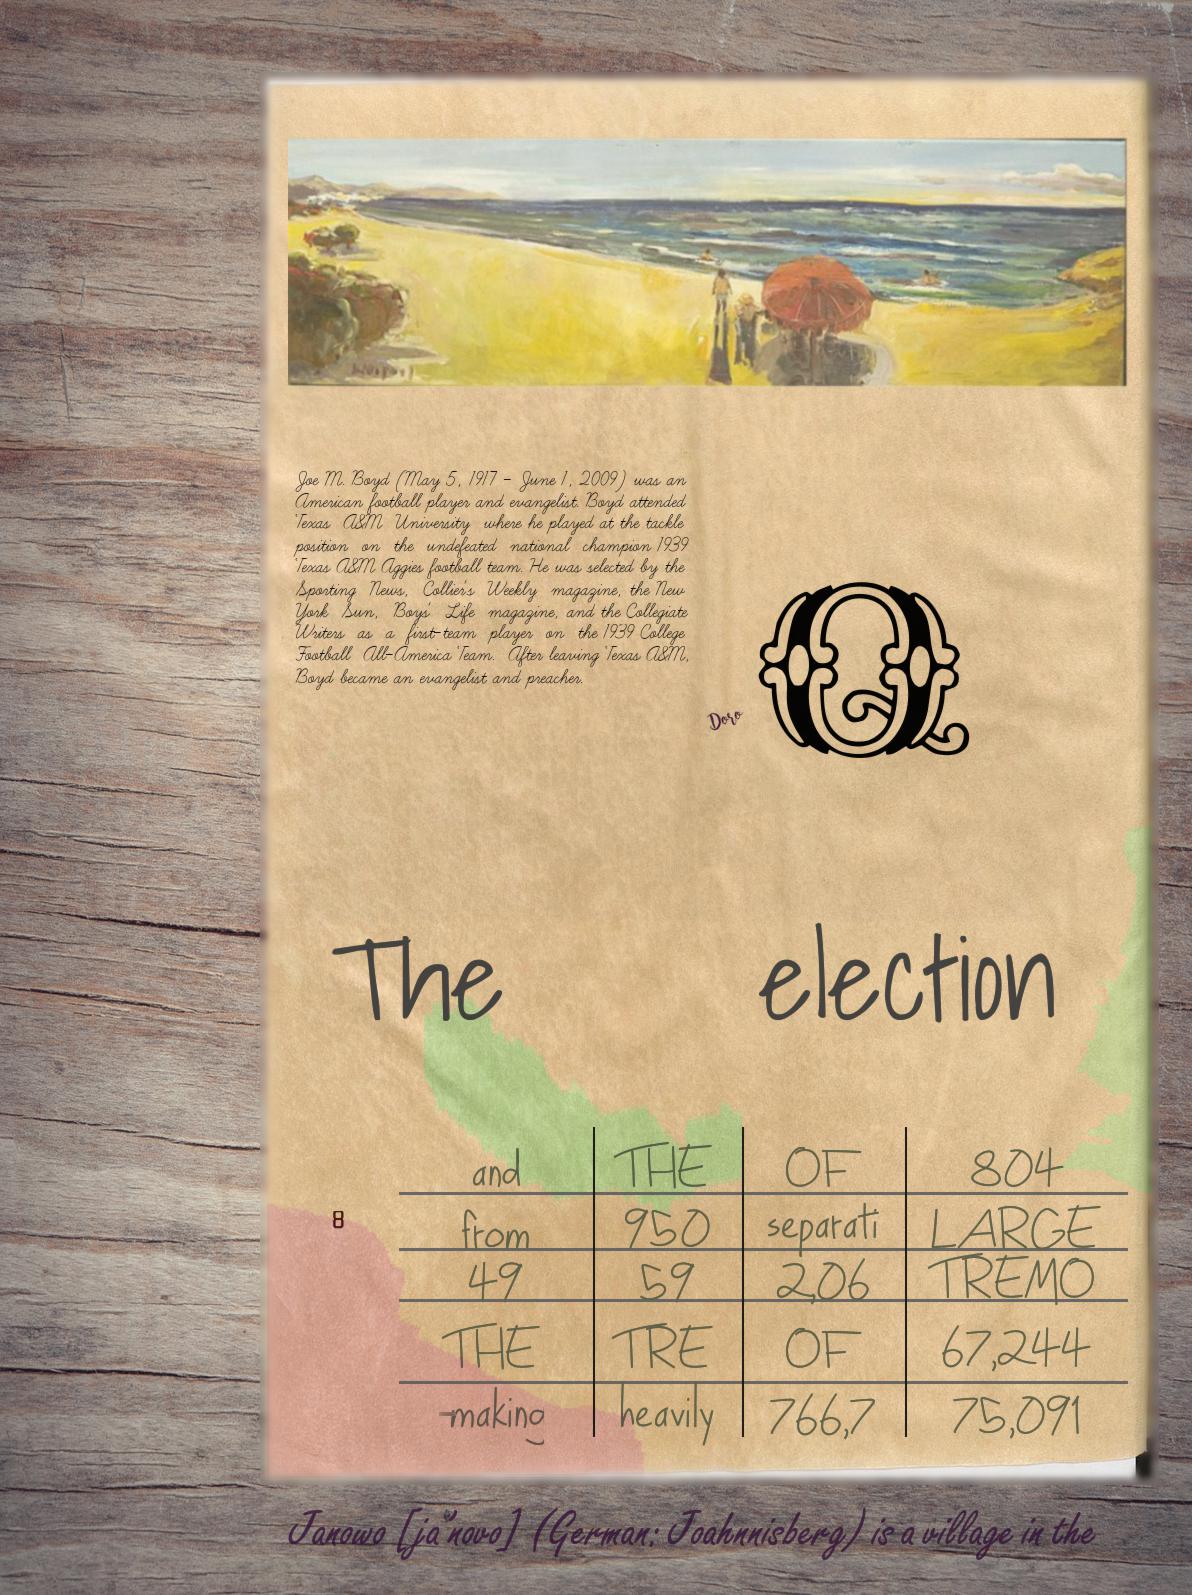 Joe M. Boyd (May 5, 1917 – June 1, 2009) was an
American football player and evangelist. Boyd attended
Texas A&M University where he played at the tackle
position on the undefeated national champion 1939
Texas A&M Aggies football team. He was selected by the
Sporting News, Collier's Weekly magazine, the New
York Sun, Boys' Life magazine, and the Collegiate
Writers as a first-team player on the 1939 College
Football All-America Team. After leaving Texas A&M,
Boyd became an evangelist and preacher.
Doro
Q
The election
and THE OF 804
8
from 950 separati LARGE
49 59 2,06 TREMO
THE TRE OF 67,244
making heavily 766,7 75,091
Janowo [jaˈnovo] (German: Joahnnisberg) is a village in the